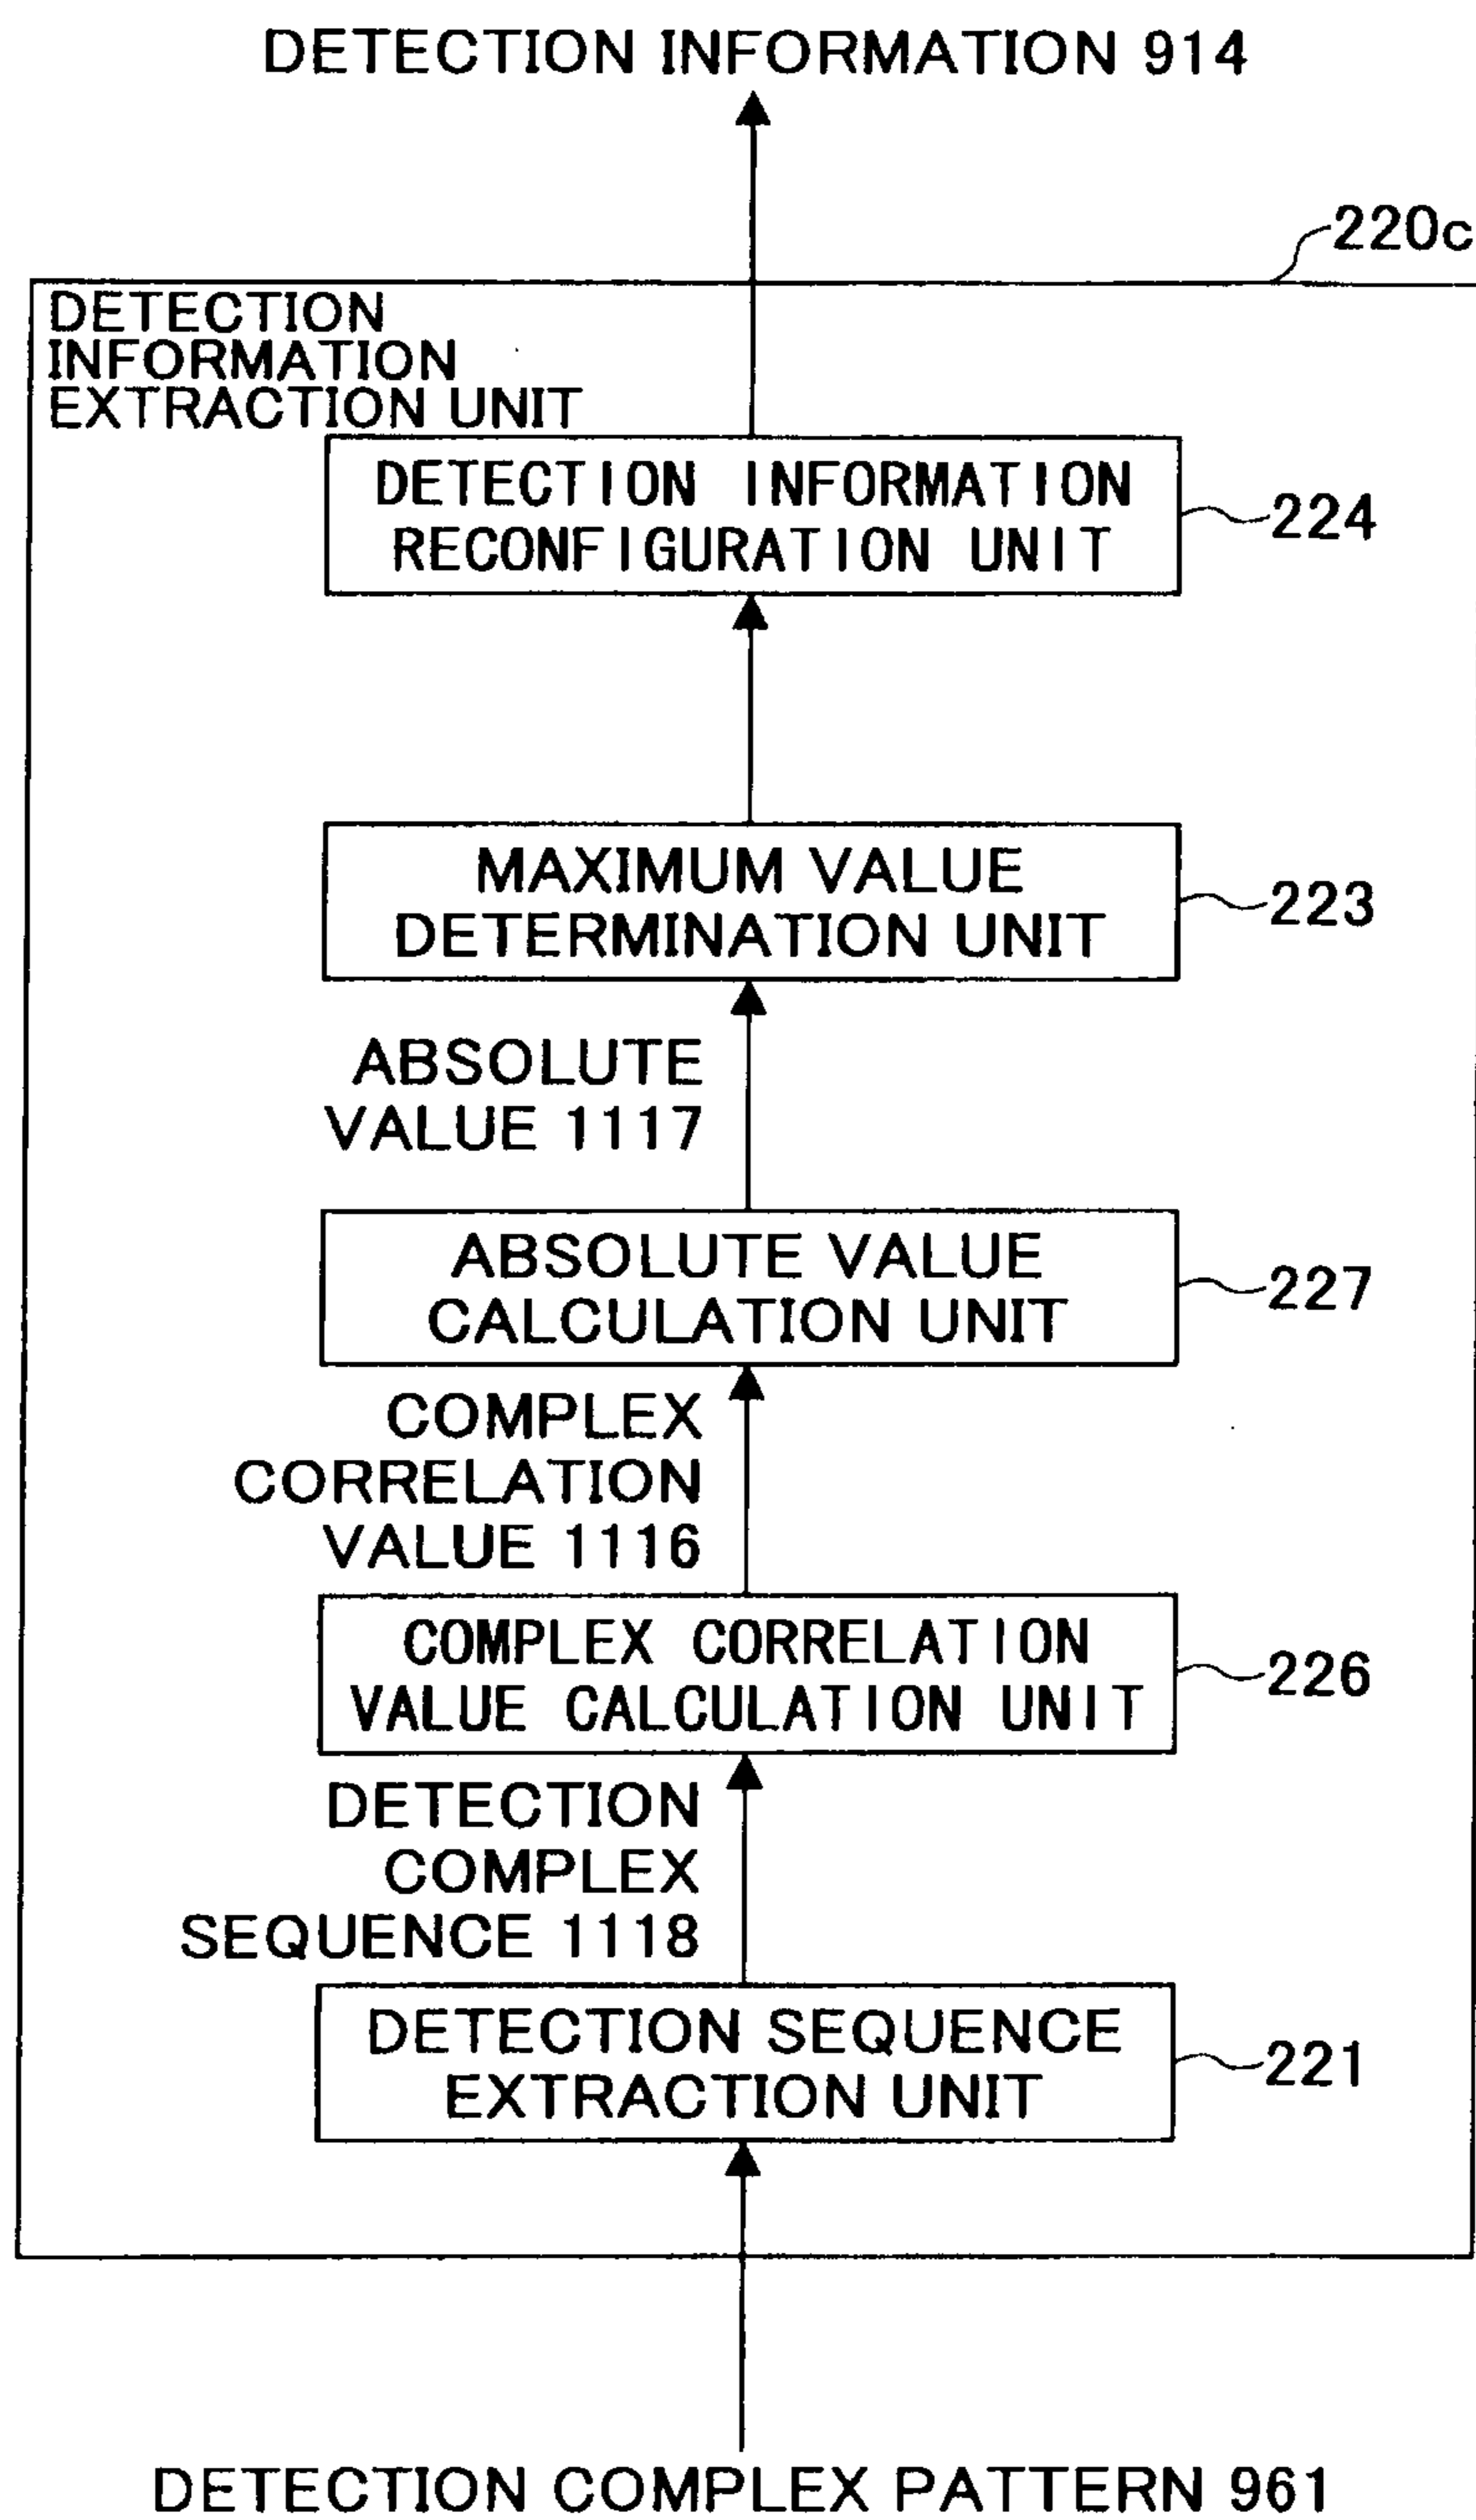 DETECTION INFORMATION 914
220c
DETECTION
INFORMATION
EXTRACTION UNIT
DETECTION INFORMATION
RECONFIGURATION UNIT
224
MAXIMUM VALUE
DETERMINATION UNIT
223
ABSOLUTE
VALUE 1117
ABSOLUTE VALUE
CALCULATION UNIT
227
COMPLEX
CORRELATION
VALUE 1116
COMPLEX CORRELATION
VALUE CALCULATION UNIT
226
DETECTION
COMPLEX
SEQUENCE 1118
DETECTION SEQUENCE
EXTRACTION UNIT
221
DETECTION COMPLEX PATTERN 961